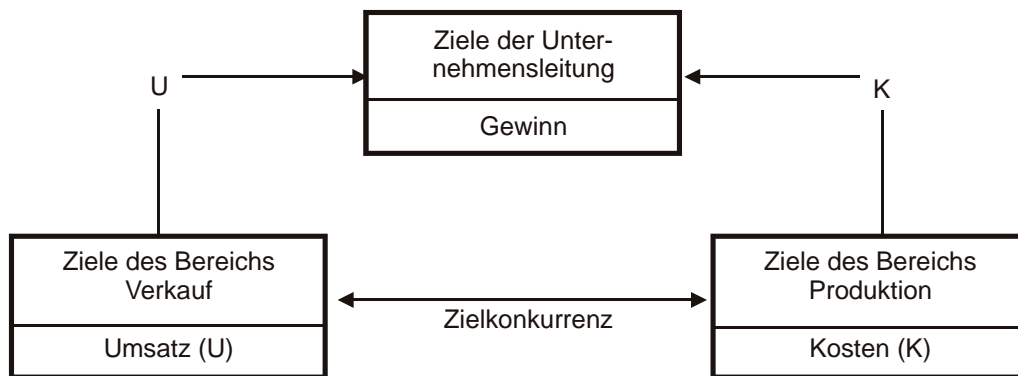 Ziele der Unter-
nehmensleitung
Gewinn
U
K
Ziele des Bereichs
Verkauf
Umsatz (U)
Zielkonkurrenz
Ziele des Bereichs
Produktion
Kosten (K)